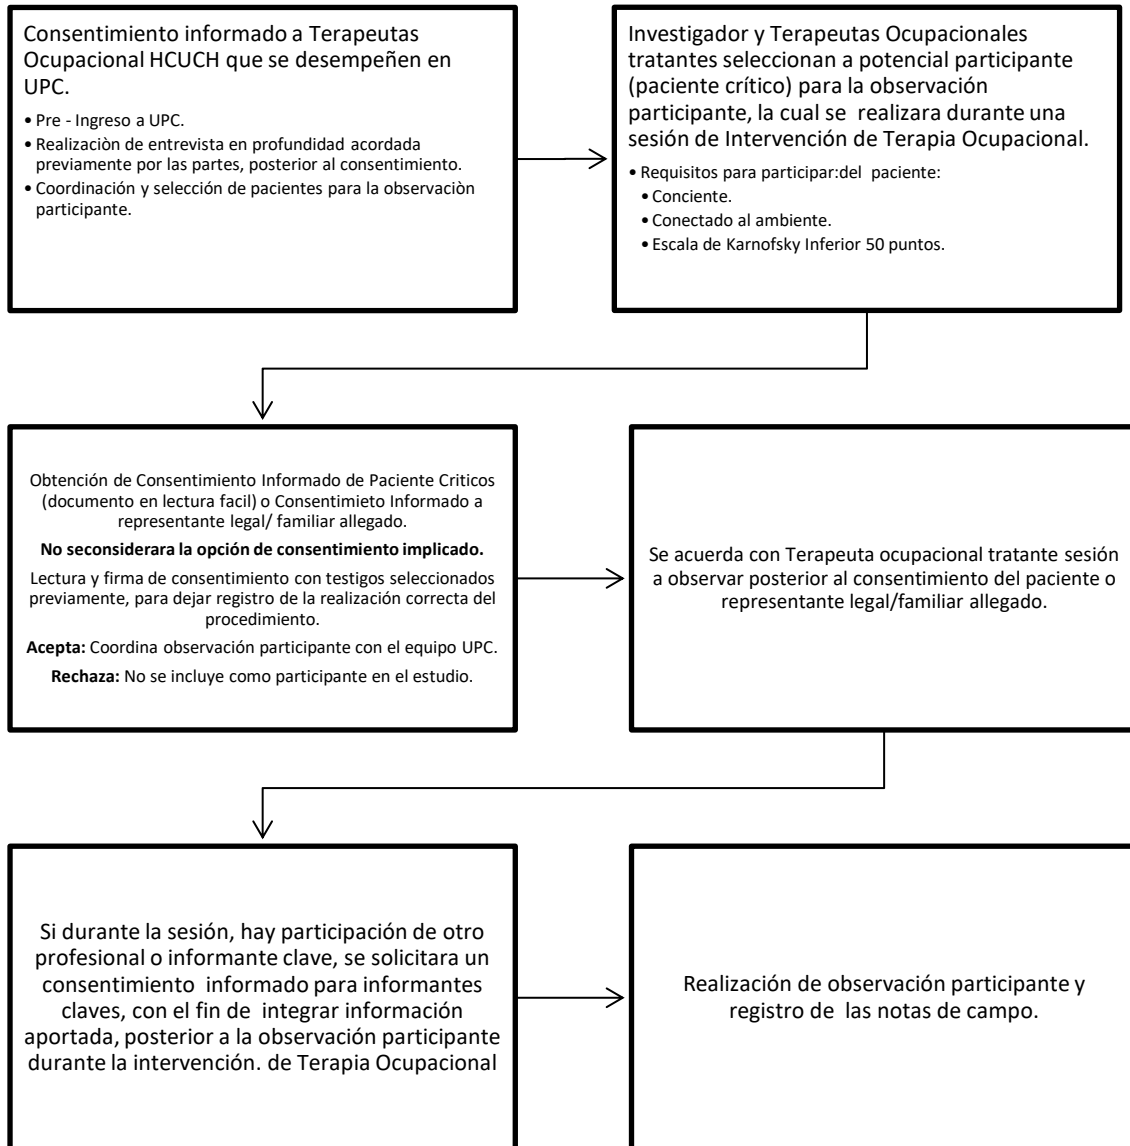 Consentimiento informado a Terapeutas
Ocupacional HCUCH que se desempeñen en
UPC.
• Pre - Ingreso a UPC.
• Realizaciòn de entrevista en profundidad acordada
previamente por las partes, posterior al consentimiento.
• Coordinación y selección de pacientes para la observaciòn
participante.
Investigador y Terapeutas Ocupacionales
tratantes seleccionan a potencial participante
(paciente crítico) para la observación
participante, la cual se realizara durante una
sesión de Intervención de Terapia Ocupacional.
• Requisitos para participar:del paciente:
• Conciente.
• Conectado al ambiente.
• Escala de Karnofsky Inferior 50 puntos.
Obtención de Consentimiento Informado de Paciente Criticos
(documento en lectura facil) o Consentimieto Informado a
representante legal/ familiar allegado.
No seconsiderara la opción de consentimiento implicado.
Lectura y firma de consentimiento con testigos seleccionados
previamente, para dejar registro de la realización correcta del
procedimiento.
Acepta: Coordina observación participante con el equipo UPC.
Rechaza: No se incluye como participante en el estudio.
Se acuerda con Terapeuta ocupacional tratante sesión
a observar posterior al consentimiento del paciente o
representante legal/familiar allegado.
Si durante la sesión, hay participación de otro
profesional o informante clave, se solicitara un
consentimiento informado para informantes
claves, con el fin de integrar información
aportada, posterior a la observación participante
durante la intervención. de Terapia Ocupacional
Realización de observación participante y
registro de las notas de campo.